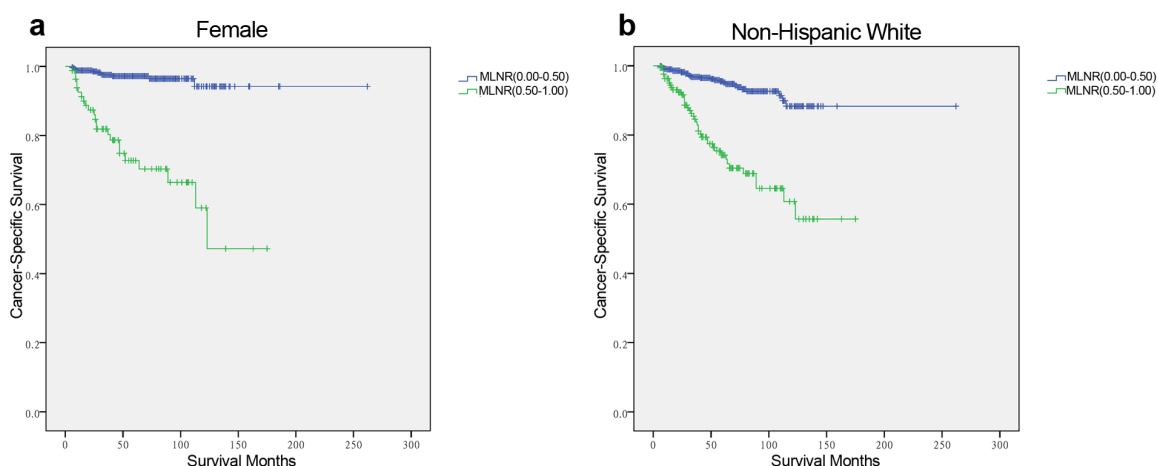 a
Female
MLNR(0.00-0.50)
MLNR(0.50-1.00)
Cancer-Specific Survival
1.0
0.8
0.6
0.4
0.2
0.0
0 50 100 150 200 250 300
Survival Months
b
Non-Hispanic White
MLNR(0.00-0.50)
MLNR(0.50-1.00)
Cancer-Specific Survival
1.0
0.8
0.6
0.4
0.2
0.0
0 50 100 150 200 250 300
Survival Months